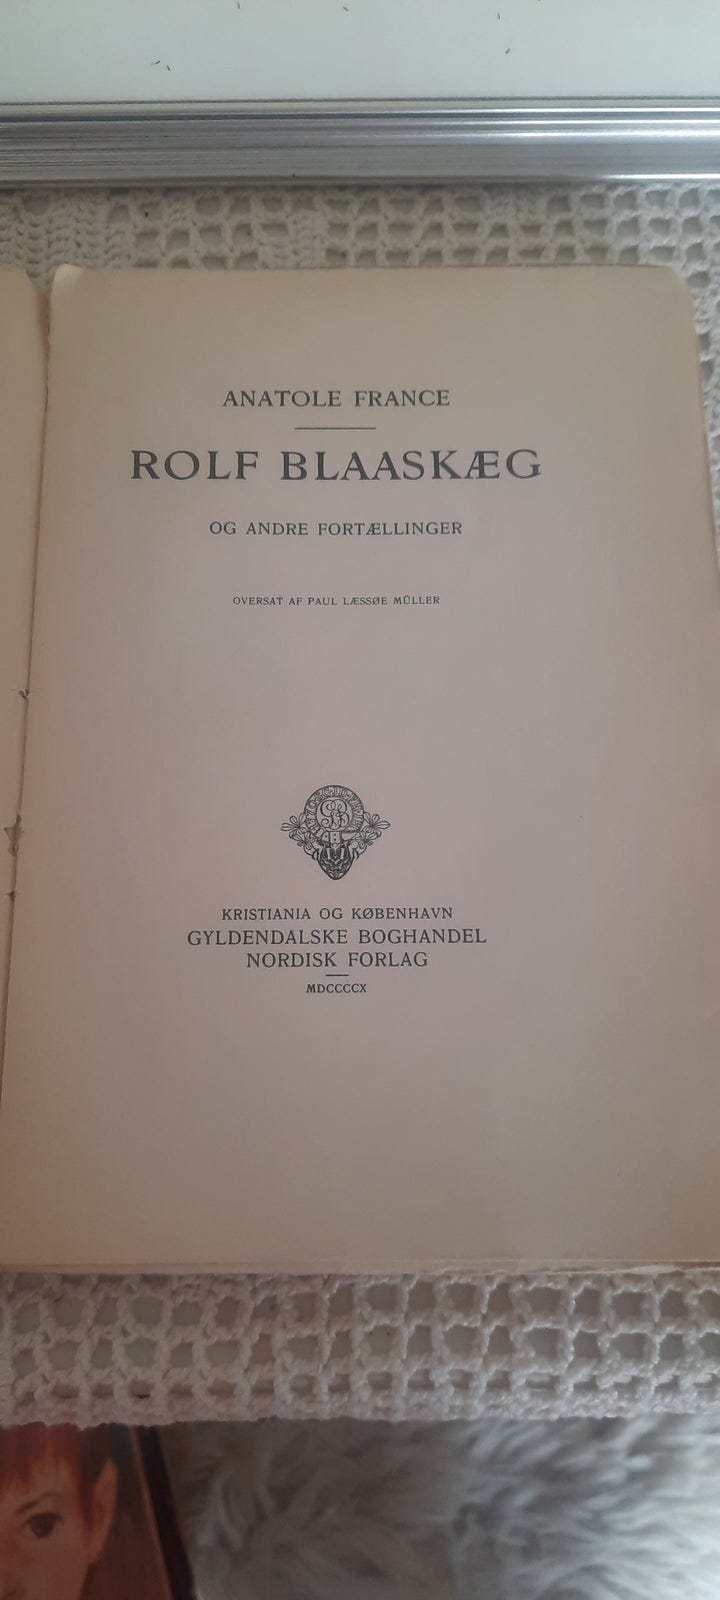 ANATOLE FRANCE
ROLF BLAASKÆG
OG ANDRE FORTÆLLINGER
OVERSAT AF PAUL LÆSSØE MÜLLER
KRISTIANIA OG KØBENHAVN
GYLDENDALSKE BOGHANDEL
NORDISK FORLAG
MDCCCCX